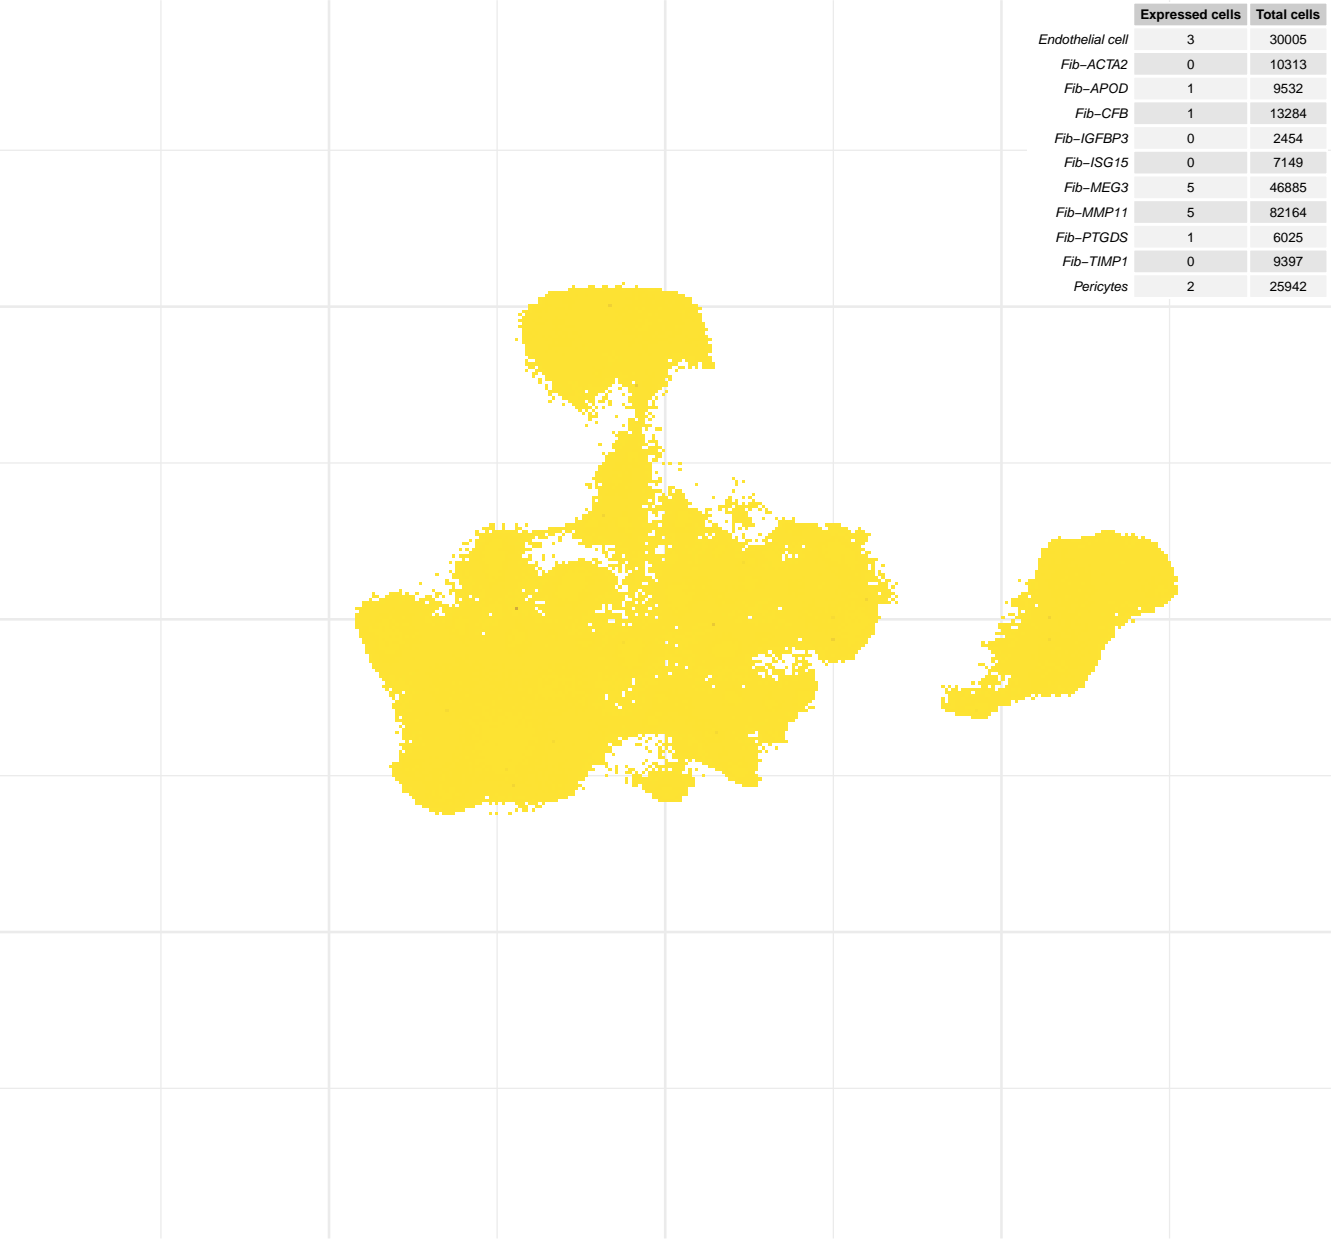 Expressed cells Total cells
Endothelial cell 3 30005
Fib−ACTA2 0 10313
Fib−APOD 1 9532
Fib−CFB 1 13284
Fib−IGFBP3 0 2454
Fib−ISG15 0 7149
Fib−MEG3 5 46885
Fib−MMP11 5 82164
Fib−PTGDS 1 6025
Fib−TIMP1 0 9397
Pericytes 2 25942